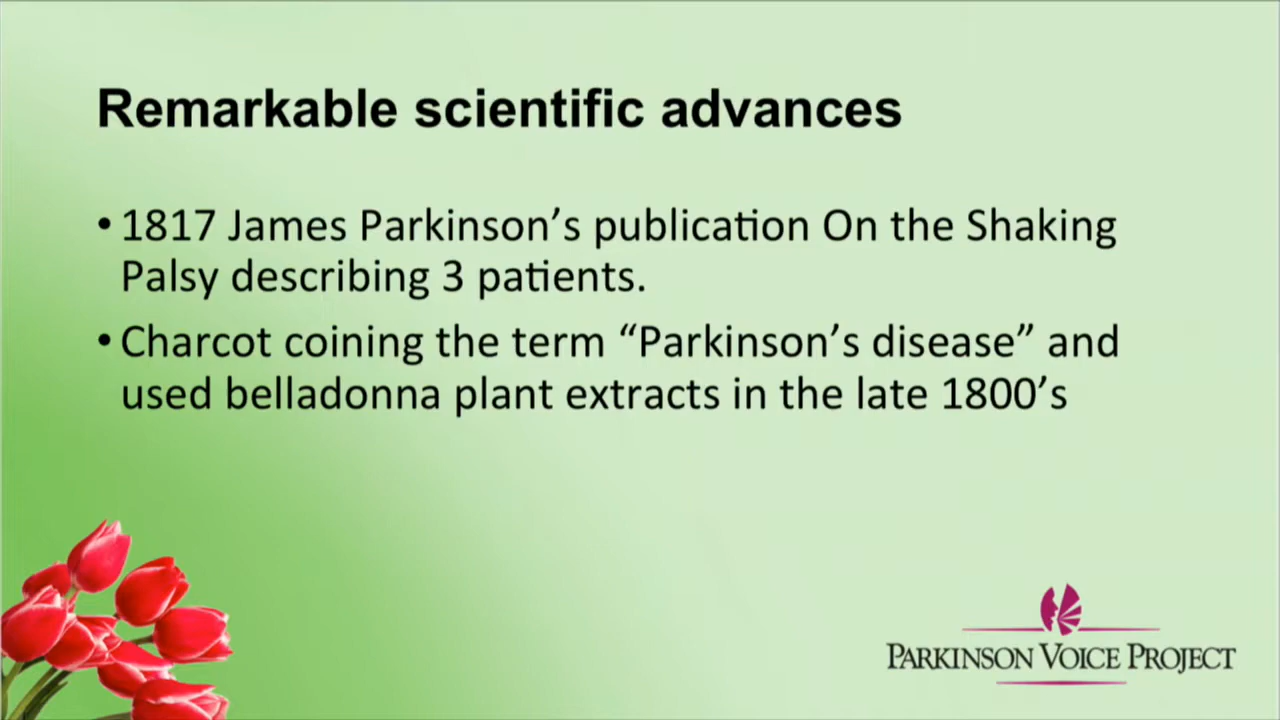 Remarkable scientific advances
• 1817 James Parkinson’s publication On the Shaking
Palsy describing 3 patients.
• Charcot coining the term “Parkinson’s disease” and
used belladonna plant extracts in the late 1800’s
PARKINSON VOICE PROJECT